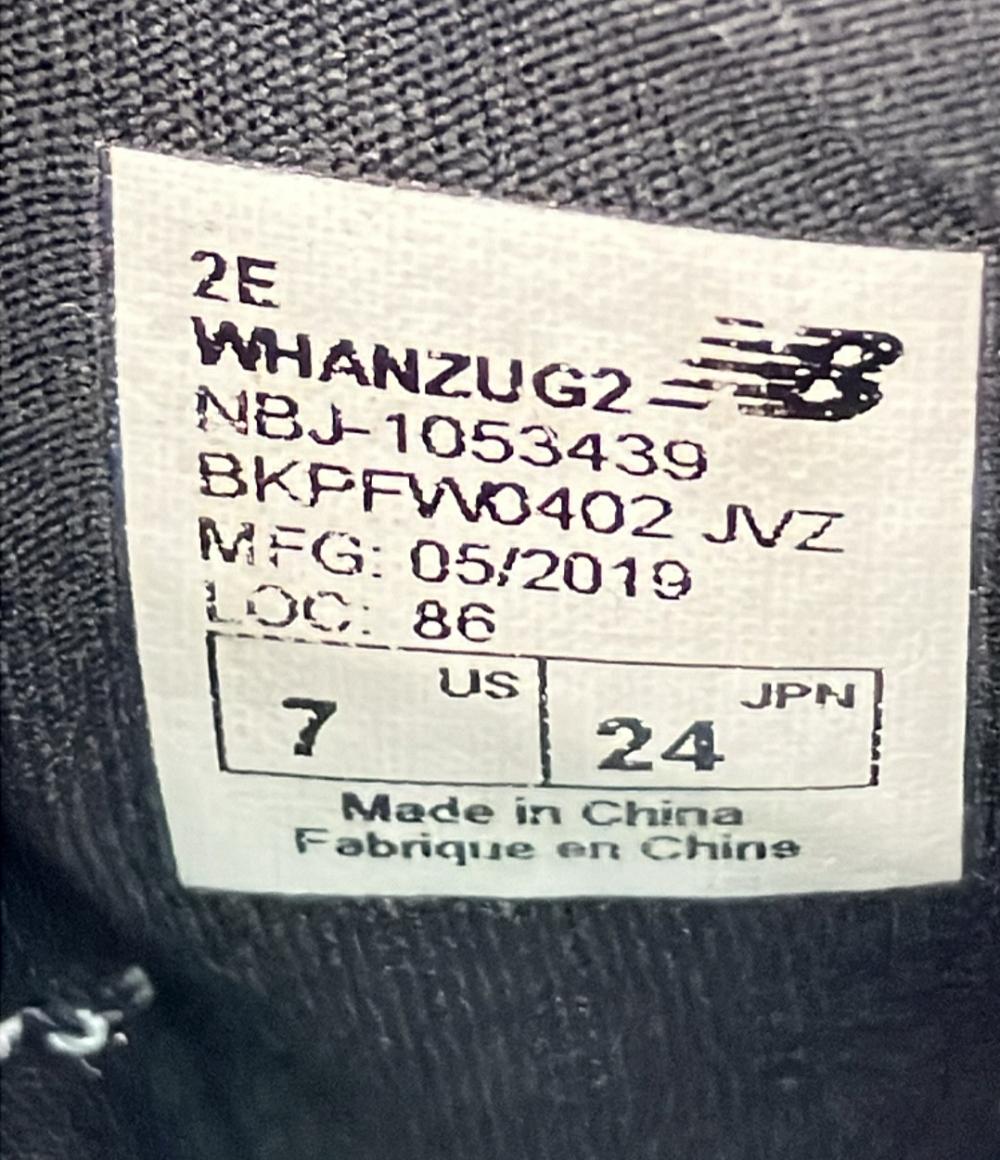 2E
WHANZUG2
NBJ-1053439
BKPFW0402 JVZ
MFG: 05/2019
LOC: 86
US JPN
7 24
Made in China
Fabrique en Chine